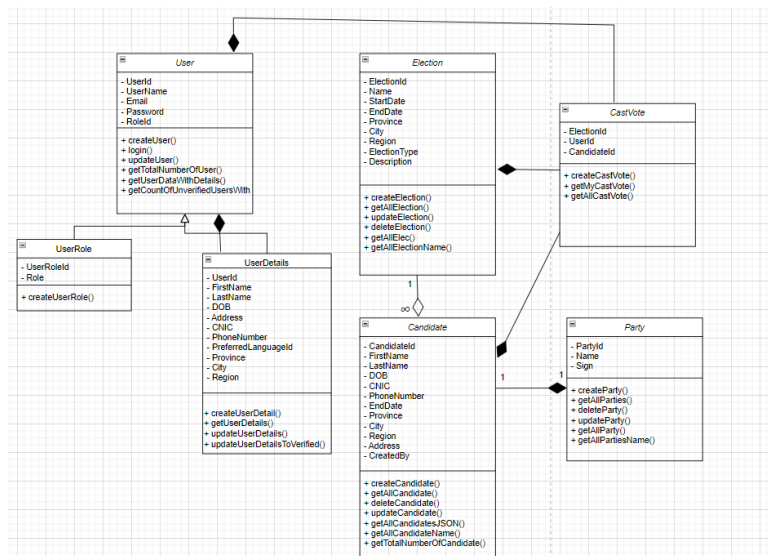 User
- UserId
- UserName
- Email
- Password
- RoleId
+ createUser()
+ login()
+ updateUser()
+ getTotalNumberOfUser()
+ getUserDataWithDetails()
+ getCountOfUnverifiedUsersWith
Election
- ElectionId
- Name
- StartDate
- EndDate
- Province
- City
- Region
- ElectionType
- Description
+ createElection()
+ getAllElection()
+ updateElection()
+ deleteElection()
+ getAllElec()
+ getAllElectionName()
CastVote
- ElectionId
- UserId
- CandidateId
+ createCastVote()
+ getMyCastVote()
+ getAllCastVote()
UserRole
- UserRoleId
- Role
+ createUserRole()
UserDetails
- UserId
- FirstName
- LastName
- DOB
- Address
- CNIC
- PhoneNumber
- PreferredLanguageId
- Province
- City
- Region
+ createUserDetail()
+ getUserDetails()
+ updateUserDetails()
+ updateUserDetailsToVerified()
1
∞
Candidate
- CandidateId
- FirstName
- LastName
- DOB
- CNIC
- PhoneNumber
- EndDate
- Province
- City
- Region
- Address
- CreatedBy
+ createCandidate()
+ getAllCandidate()
+ deleteCandidate()
+ updateCandidate()
+ getAllCandidatesJSON()
+ getAllCandidateName()
+ getTotalNumberOfCandidate()
1
1
Party
- PartyId
- Name
- Sign
+ createParty()
+ getAllParties()
+ deleteParty()
+ updateParty()
+ getAllParty()
+ getAllPartiesName()